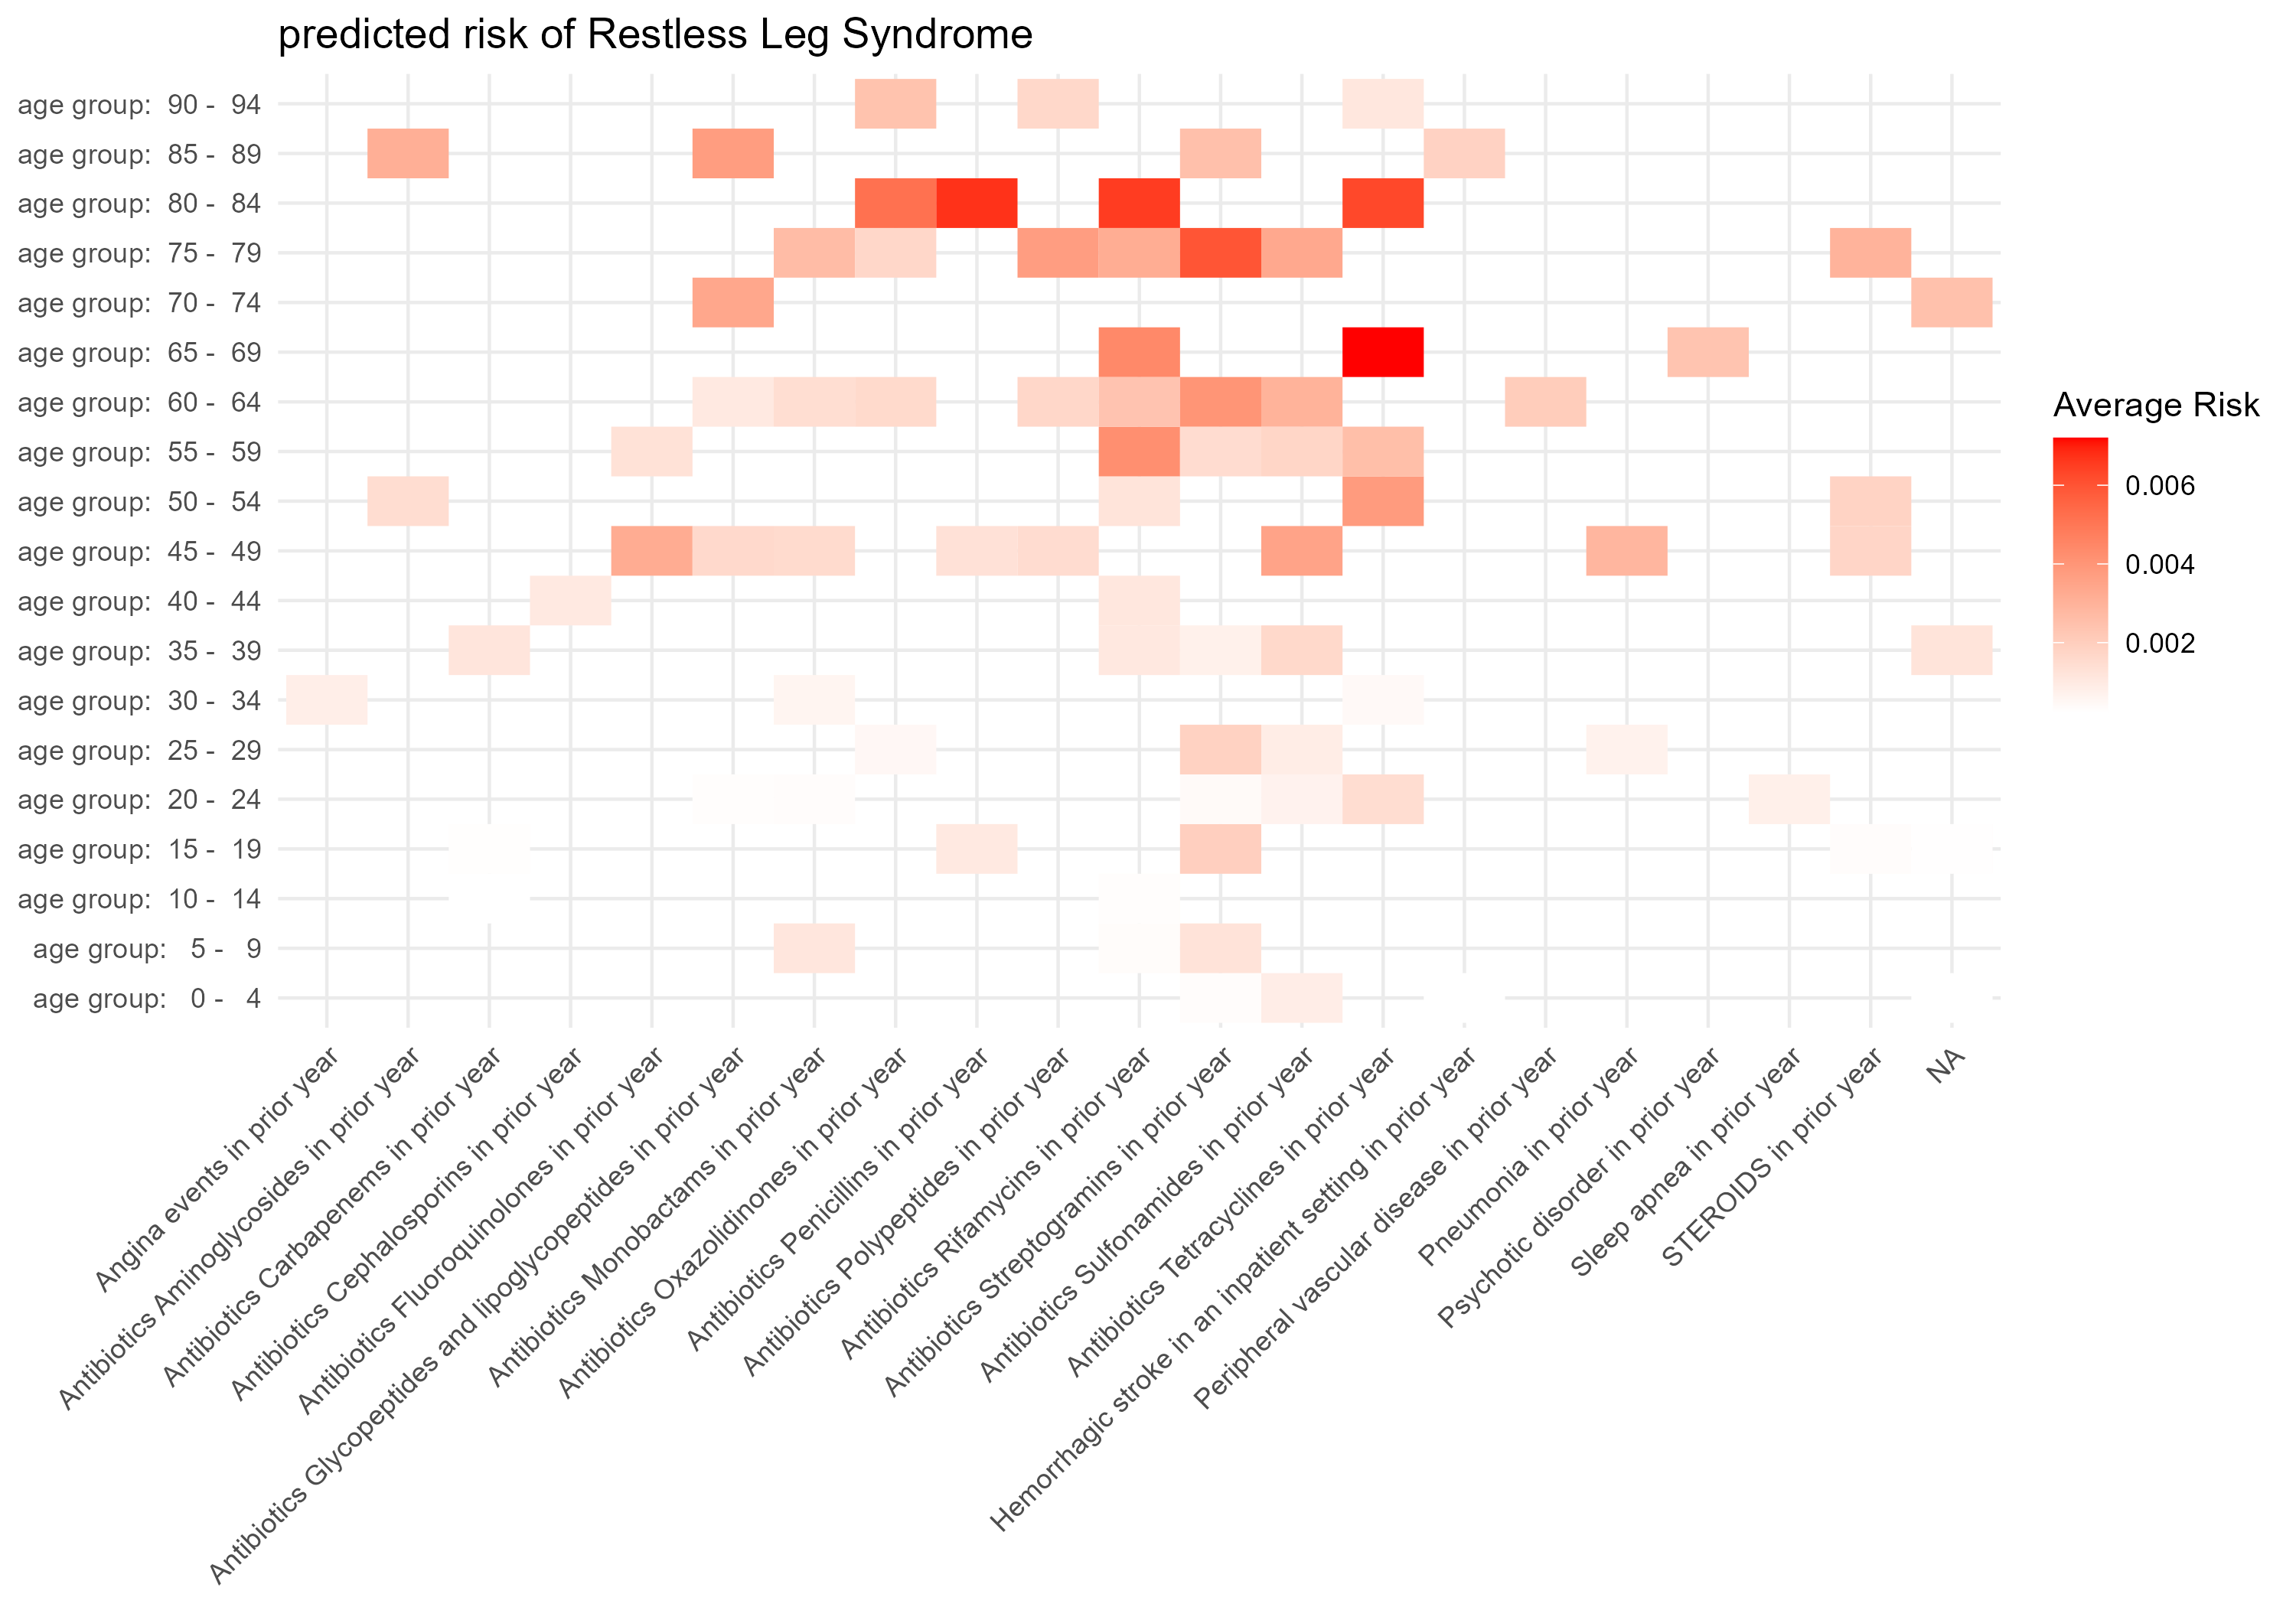 predicted risk of Restless Leg Syndrome
age group:  90 -  94
age group:  85 -  89
age group:  80 -  84
age group:  75 -  79
age group:  70 -  74
age group:  65 -  69
age group:  60 -  64
age group:  55 -  59
age group:  50 -  54
age group:  45 -  49
age group:  40 -  44
age group:  35 -  39
age group:  30 -  34
age group:  25 -  29
age group:  20 -  24
age group:  15 -  19
age group:  10 -  14
age group:   5 -   9
age group:   0 -   4
Angina events in prior year
Antibiotics Aminoglycosides in prior year
Antibiotics Carbapenems in prior year
Antibiotics Cephalosporins in prior year
Antibiotics Fluoroquinolones in prior year
Antibiotics Glycopeptides and lipoglycopeptides in prior year
Antibiotics Monobactams in prior year
Antibiotics Oxazolidinones in prior year
Antibiotics Penicillins in prior year
Antibiotics Polypeptides in prior year
Antibiotics Rifamycins in prior year
Antibiotics Streptogramins in prior year
Antibiotics Sulfonamides in prior year
Antibiotics Tetracyclines in prior year
Hemorrhagic stroke in an inpatient setting in prior year
Peripheral vascular disease in prior year
Pneumonia in prior year
Psychotic disorder in prior year
Sleep apnea in prior year
STEROIDS in prior year
NA
Average Risk
0.006
0.004
0.002